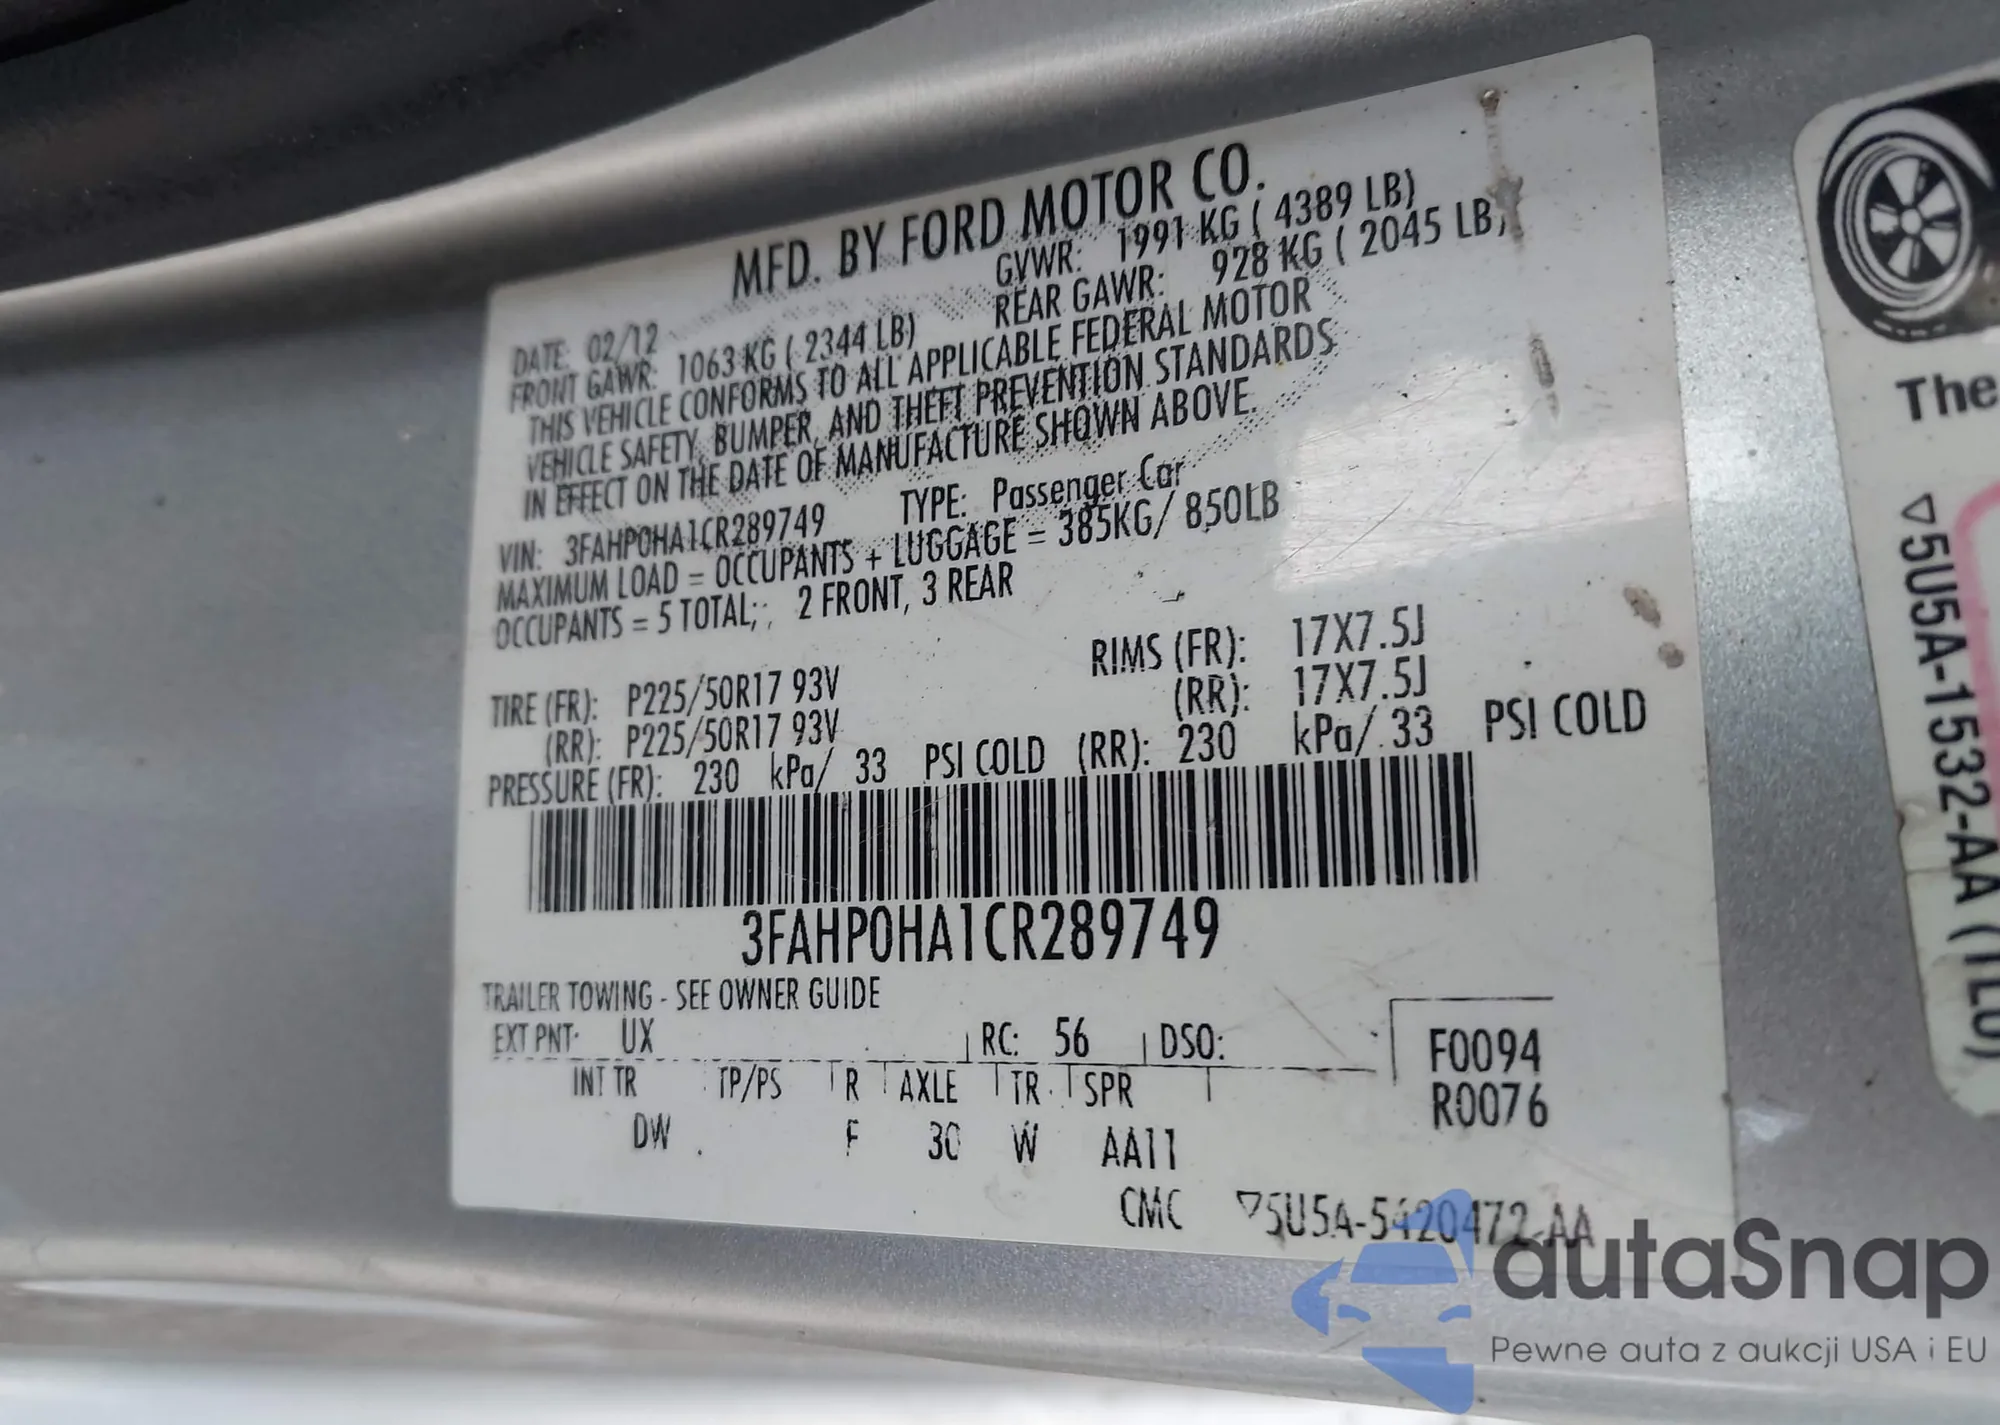 MFD. BY FORD MOTOR CO.
DATE: 02/12 GVWR: 1991 KG ( 4389 LB)
FRONT GAWR: 1063 KG ( 2344 LB) REAR GAWR: 928 KG ( 2045 LB)
THIS VEHICLE CONFORMS TO ALL APPLICABLE FEDERAL MOTOR
VEHICLE SAFETY, BUMPER, AND THEFT PREVENTION STANDARDS
IN EFFECT ON THE DATE OF MANUFACTURE SHOWN ABOVE.
VIN: 3FAHP0HA1CR289749 TYPE: Passenger Car
MAXIMUM LOAD = OCCUPANTS + LUGGAGE = 385KG/ 850LB
OCCUPANTS = 5 TOTAL;; 2 FRONT, 3 REAR
TIRE (FR): P225/50R17 93V RIMS (FR): 17X7.5J
(RR): P225/50R17 93V (RR): 17X7.5J
PRESSURE (FR): 230 kPa/ 33 PSI COLD (RR): 230 kPa/ 33 PSI COLD
3FAHP0HA1CR289749
TRAILER TOWING - SEE OWNER GUIDE
EXT PNT: UX RC: 56 DSO: F0094
INT TR TP/PS R AXLE TR SPR R0076
DW F 30 W AA11
CMC 5U5A-5420472-AA
The
5U5A-1532-AA (1L0)
autaSnap
Pewne auta z aukcji USA i EU